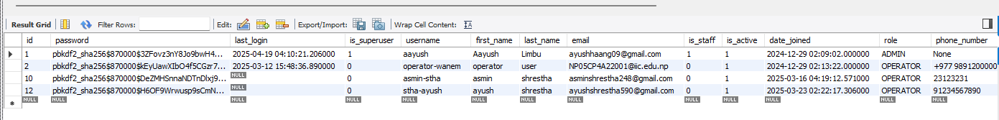 Result Grid Filter Rows: Edit: Export/Import: Wrap Cell Content:
id password last_login is_superuser username first_name last_name email is_staff is_active date_joined role phone_number
1 pbkdf2_sha256$870000$3ZFovz3nY8Jo9bwH4... 2025-04-19 04:10:21.206000 1 aayush Aayush Limbu ayushhaang09@gmail.com 1 1 2024-12-29 02:09:02.000000 ADMIN None
2 pbkdf2_sha256$870000$kEyUawXIbO4f5CGzr7... 2025-03-12 15:48:36.890000 0 operator-wanem operator user NP05CP4A22001@iic.edu.np 0 1 2024-12-29 02:13:22.000000 OPERATOR +977 9891200000
10 pbkdf2_sha256$870000$DeZMHSnnaNDTnDlxj9... NULL 0 asmin-stha asmin shrestha asminshrestha248@gmail.com 0 1 2025-03-16 04:19:12.571000 OPERATOR 23123231
12 pbkdf2_sha256$870000$H6OF9Wrwusp9sCmN... NULL 0 stha-ayush ayush shrestha ayushshrestha590@gmail.com 0 1 2025-03-23 02:22:17.306000 OPERATOR 91234567890
NULL NULL NULL NULL NULL NULL NULL NULL NULL NULL NULL NULL NULL